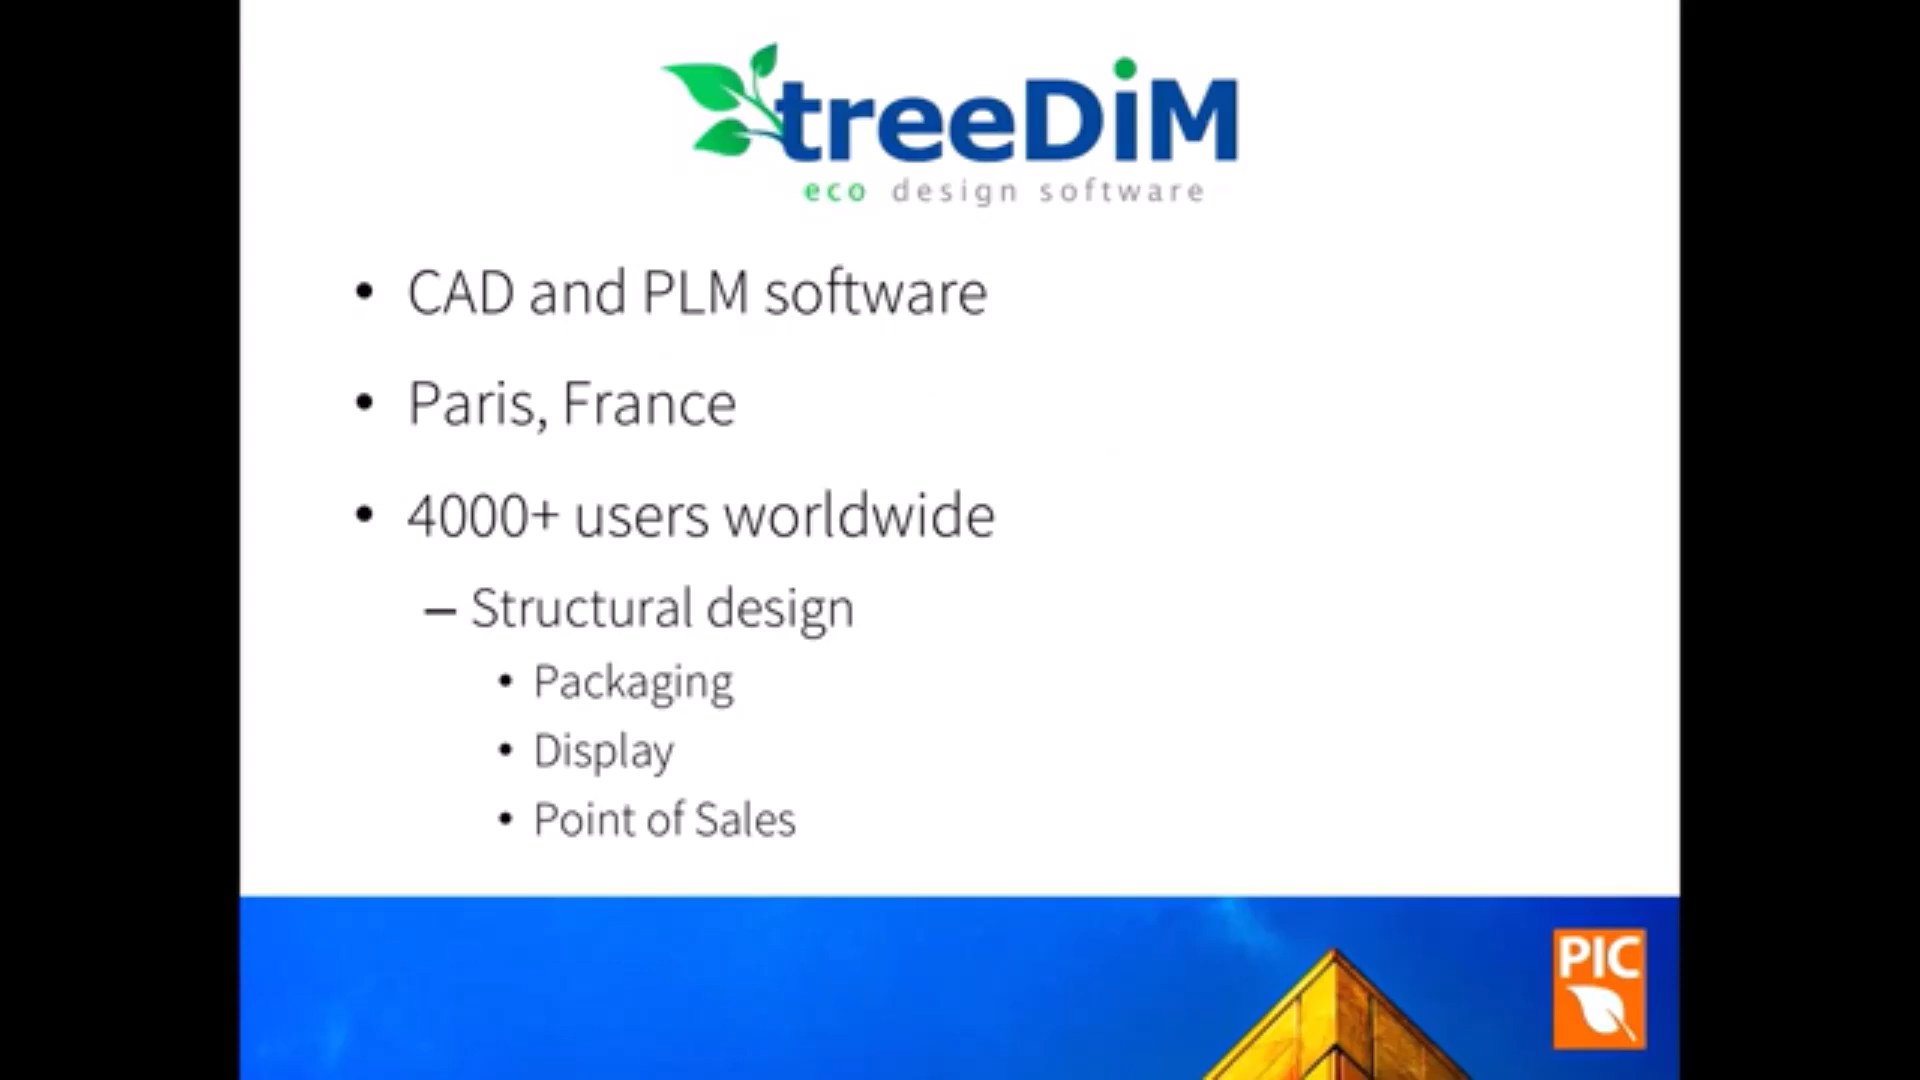 treeDiM
eco design software
• CAD and PLM software
• Paris, France
• 4000+ users worldwide
– Structural design
• Packaging
• Display
• Point of Sales
PIC